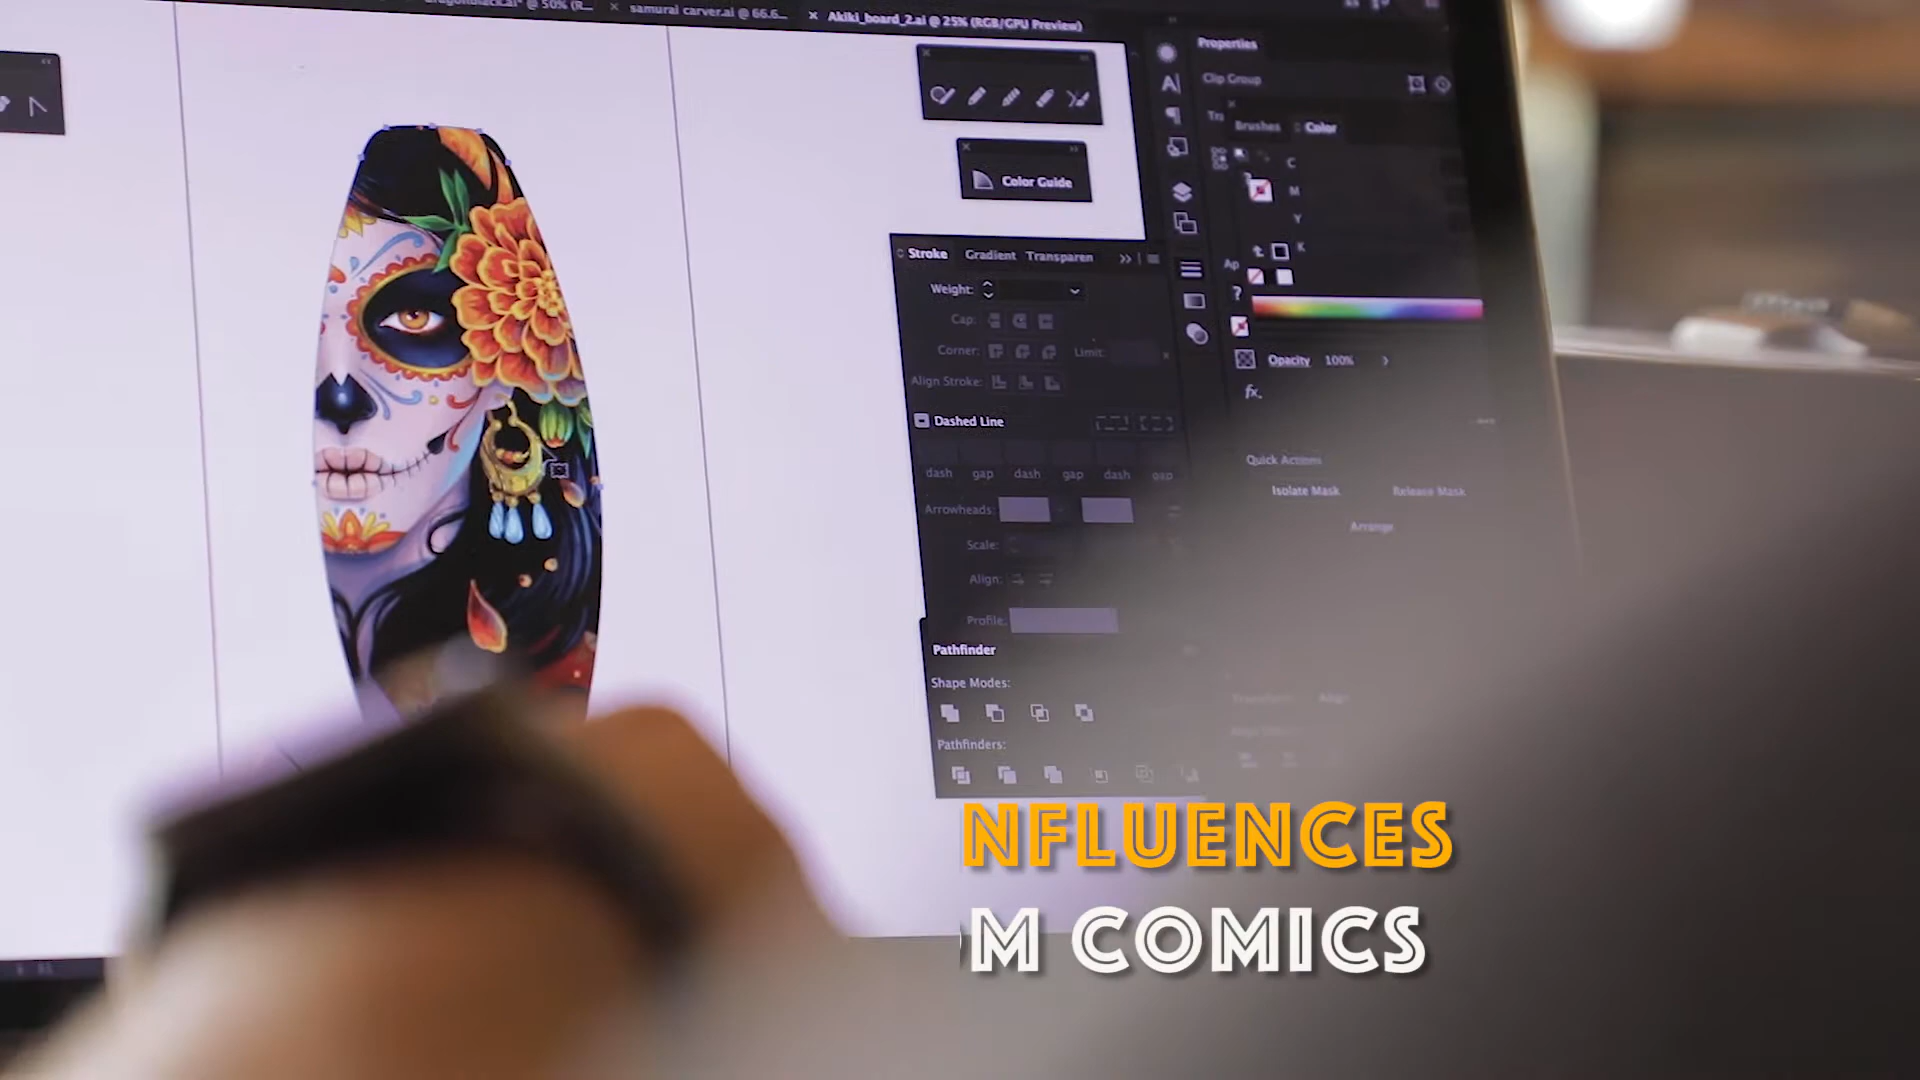 samurai carver.ai @ 66.6...
Akiki_board_2.ai @ 25% (RGB/GPU Preview)
Properties
Clip Group
Brushes
Color
C
M
Y
K
Color Guide
Stroke Gradient Transparen
Weight:
Cap:
Corner:
Limit:
Align Stroke:
Dashed Line
dash gap dash gap dash gap
Arrowheads:
Scale:
Align:
Profile:
Pathfinder
Shape Modes:
Pathfinders:
Opacity 100%
fx.
Quick Actions
Isolate Mask
Release Mask
Arrange
NFLUENCES
M COMICS